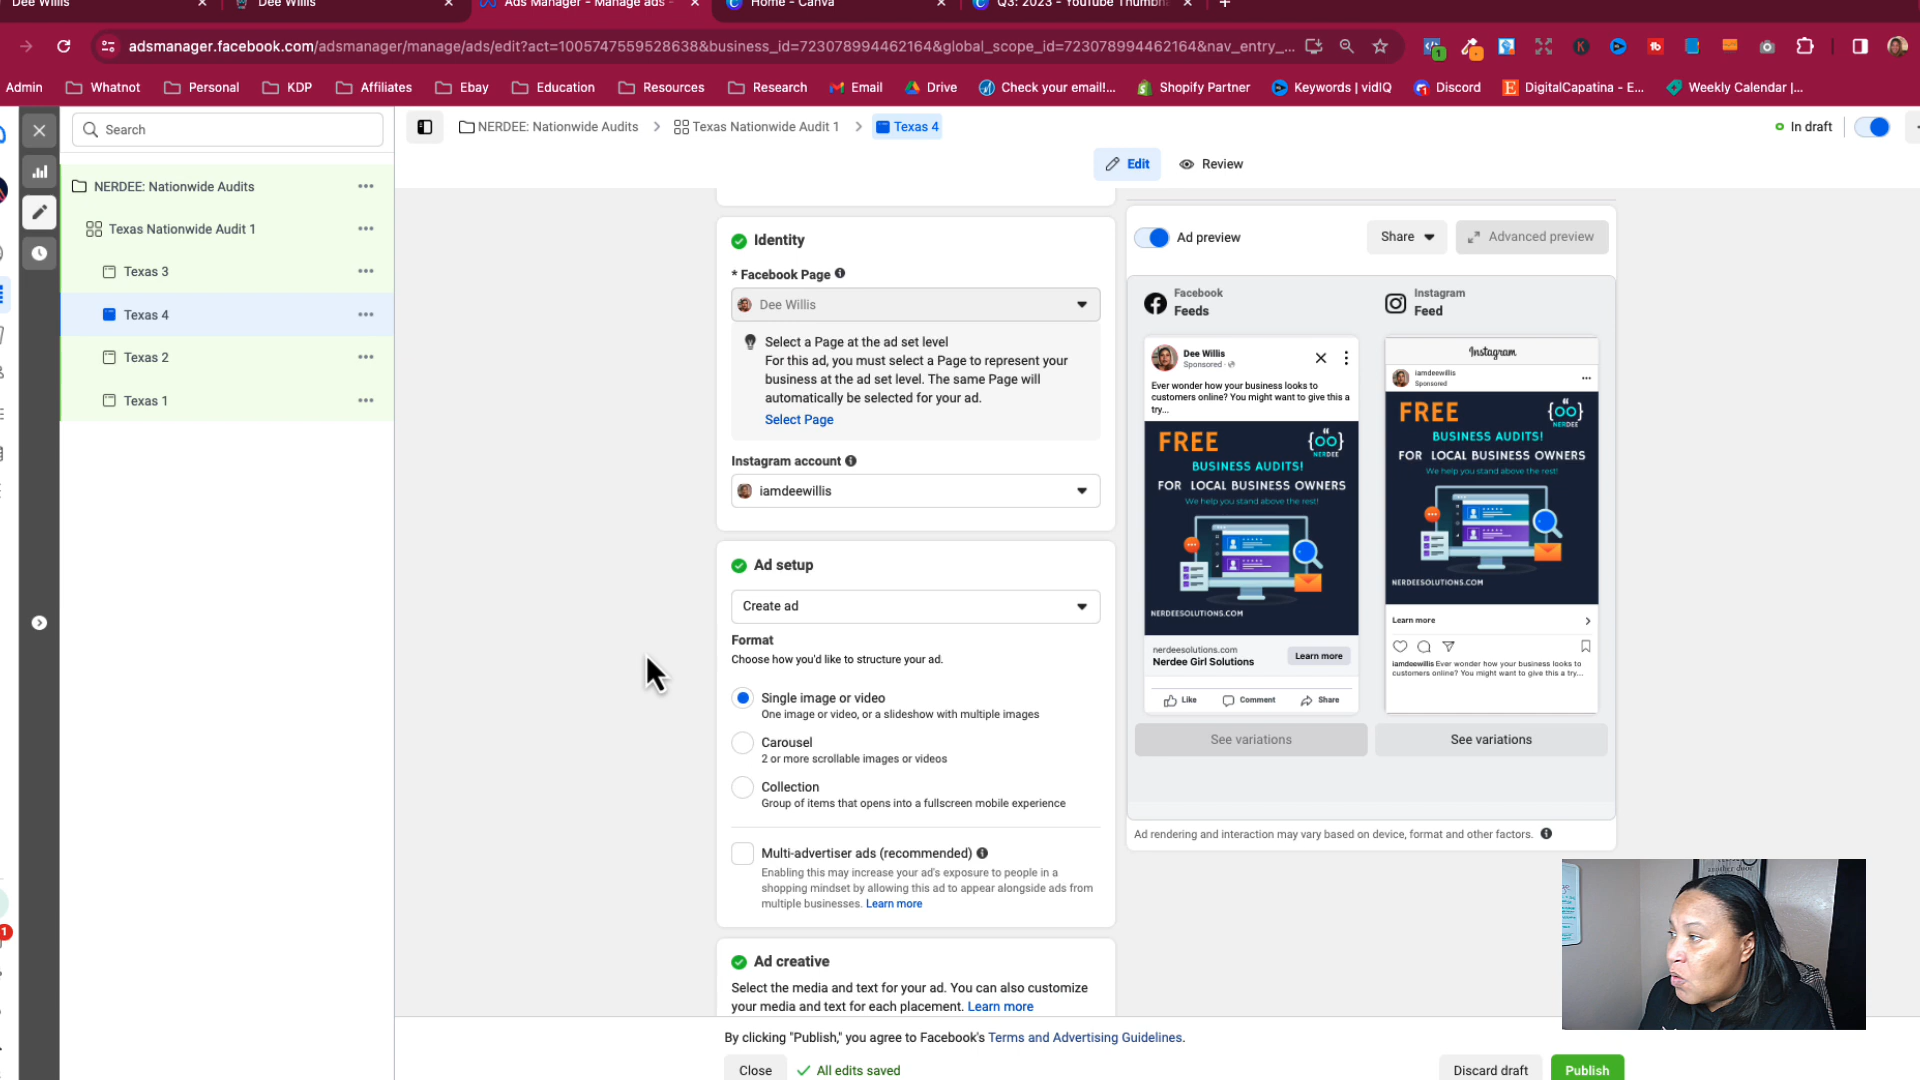 Dee Willis
Dee Willis
Ads Manager - Manage ads -
Home - Canva
Q3: 2023 - YouTube Thumbn
adsmanager.facebook.com/adsmanager/manage/ads/edit?act=1005747559528638&business_id=723078994462164&global_scope_id=723078994462164&nav_entry_...
Admin
Whatnot
Personal
KDP
Affiliates
Ebay
Education
Resources
Research
Email
Drive
Check your email!...
Shopify Partner
Keywords | vidIQ
Discord
DigitalCapatina - E...
Weekly Calendar |...
Search
NERDEE: Nationwide Audits
Texas Nationwide Audit 1
Texas 4
In draft
Edit
Review
NERDEE: Nationwide Audits
Texas Nationwide Audit 1
Texas 3
Texas 4
Texas 2
Texas 1
1
Identity
* Facebook Page
Dee Willis
Select a Page at the ad set level
For this ad, you must select a Page to represent your
business at the ad set level. The same Page will
automatically be selected for your ad.
Select Page
Instagram account
iamdeewillis
Ad setup
Create ad
Format
Choose how you'd like to structure your ad.
Single image or video
One image or video, or a slideshow with multiple images
Carousel
2 or more scrollable images or videos
Collection
Group of items that opens into a fullscreen mobile experience
Multi-advertiser ads (recommended)
Enabling this may increase your ad's exposure to people in a
shopping mindset by allowing this ad to appear alongside ads from
multiple businesses. Learn more
Ad creative
Select the media and text for your ad. You can also customize
your media and text for each placement. Learn more
Ad preview
Share
Advanced preview
Facebook
Feeds
Dee Willis
Sponsored ·
Ever wonder how your business looks to
customers online? You might want to give this a
try...
FREE
NERDEE
BUSINESS AUDITS!
FOR LOCAL BUSINESS OWNERS
We help you stand above the rest!
NERDEESOLUTIONS.COM
nerdeesolutions.com
Nerdee Girl Solutions
Learn more
Like
Comment
Share
See variations
Instagram
Feed
Instagram
iamdeewillis
Sponsored
FREE
NERDEE
BUSINESS AUDITS!
FOR LOCAL BUSINESS OWNERS
We help you stand above the rest!
NERDEESOLUTIONS.COM
Learn more
iamdeewillis Ever wonder how your business looks to
customers online? You might want to give this a try...
See variations
Ad rendering and interaction may vary based on device, format and other factors.
By clicking "Publish," you agree to Facebook's Terms and Advertising Guidelines.
Close
All edits saved
Discard draft
Publish